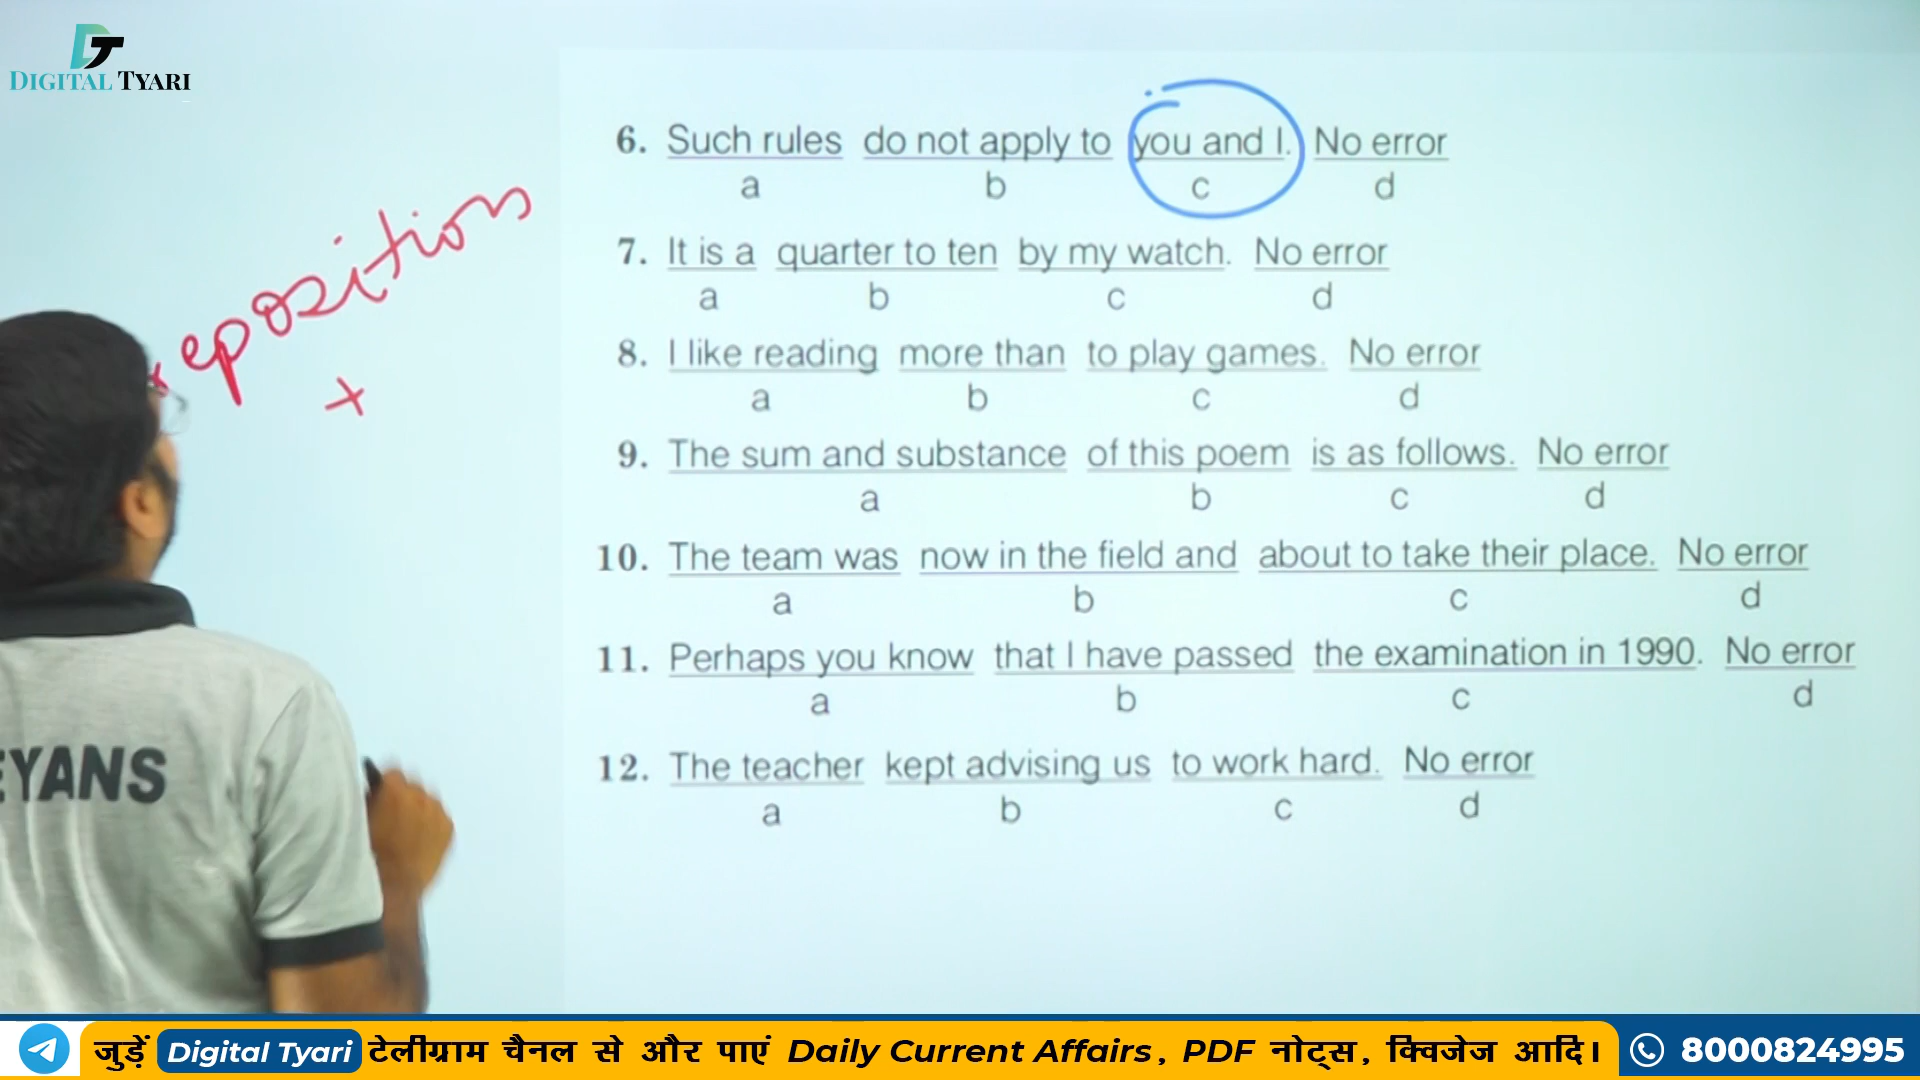 DT
DIGITAL TYARI
6. Such rules do not apply to you and I. No error
a b c d
7. It is a quarter to ten by my watch. No error
a b c d
8. I like reading more than to play games. No error
a b c d
9. The sum and substance of this poem is as follows. No error
a b c d
10. The team was now in the field and about to take their place. No error
a b c d
11. Perhaps you know that I have passed the examination in 1990. No error
a b c d
12. The teacher kept advising us to work hard. No error
a b c d
reposition
+
EYANS
जुड़ें Digital Tyari टेलीग्राम चैनल से और पाएं Daily Current Affairs, PDF नोट्स, क्विजेज आदि। 8000824995